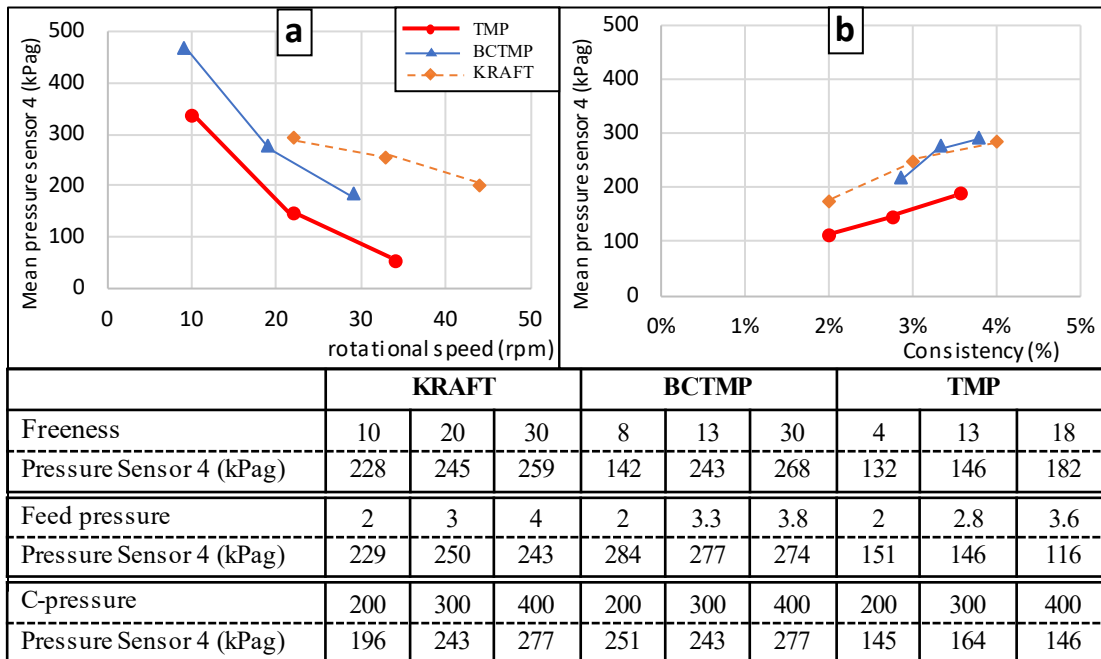 a
TMP
BCTMP
KRAFT
Mean pressure sensor 4 (kPag)
500
400
300
200
100
0
0 10 20 30 40 50
rotational speed (rpm)
b
Mean pressure sensor 4 (kPag)
500
400
300
200
100
0
0% 1% 2% 3% 4% 5%
Consistency (%)
KRAFT BCTMP TMP
Freeness 10 20 30 8 13 30 4 13 18
Pressure Sensor 4 (kPag) 228 245 259 142 243 268 132 146 182
Feed pressure 2 3 4 2 3.3 3.8 2 2.8 3.6
Pressure Sensor 4 (kPag) 229 250 243 284 277 274 151 146 116
C-pressure 200 300 400 200 300 400 200 300 400
Pressure Sensor 4 (kPag) 196 243 277 251 243 277 145 164 146